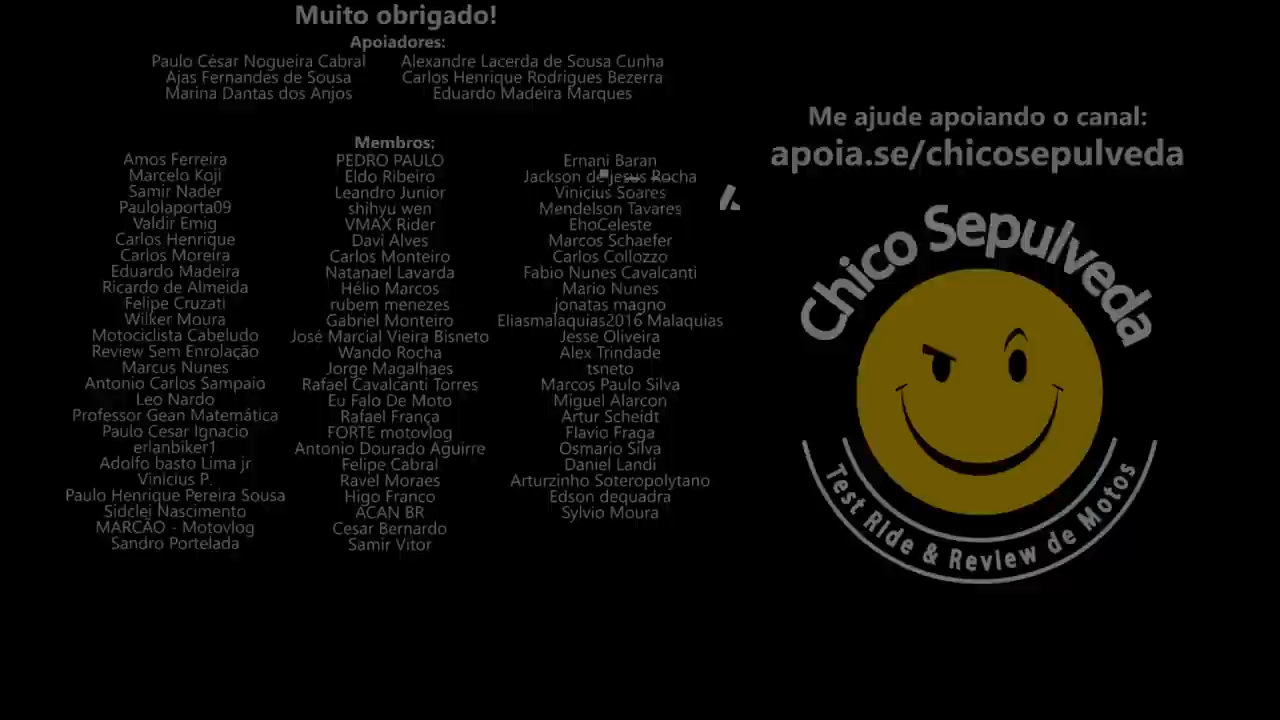 Muito obrigado!
Apoiadores:
Paulo César Nogueira Cabral
Ajas Fernandes de Sousa
Marina Dantas dos Anjos
Alexandre Lacerda de Sousa Cunha
Carlos Henrique Rodrigues Bezerra
Eduardo Madeira Marques
Membros:
Amos Ferreira
Marcelo Koji
Samir Nader
Paulolaporta09
Valdir Emig
Carlos Henrique
Carlos Moreira
Eduardo Madeira
Ricardo de Almeida
Felipe Cruzati
Wilker Moura
Motociclista Cabeludo
Review Sem Enrolação
Marcus Nunes
Antonio Carlos Sampaio
Leo Nardo
Professor Gean Matemática
Paulo Cesar Ignacio
erlanbiker1
Adolfo basto Lima jr
Vinicius P.
Paulo Henrique Pereira Sousa
Sidclei Nascimento
MARCÃO - Motovlog
Sandro Portelada
PEDRO PAULO
Eldo Ribeiro
Leandro Junior
shihyu wen
VMAX Rider
Davi Alves
Carlos Monteiro
Natanael Lavarda
Hélio Marcos
rubem menezes
Gabriel Monteiro
José Marcial Vieira Bisneto
Wando Rocha
Jorge Magalhaes
Rafael Cavalcanti Torres
Eu Falo De Moto
Rafael França
FORTE motovlog
Antonio Dourado Aguirre
Felipe Cabral
Ravel Moraes
Higo Franco
ACAN BR
Cesar Bernardo
Samir Vitor
Ernani Baran
Jackson de Jesus Rocha
Vinicius Soares
Mendelson Tavares
EhoCeleste
Marcos Schaefer
Carlos Collozzo
Fabio Nunes Cavalcanti
Mario Nunes
jonatas magno
Eliasmalaquias2016 Malaquias
Jesse Oliveira
Alex Trindade
tsneto
Marcos Paulo Silva
Miguel Alarcon
Artur Scheidt
Flavio Fraga
Osmario Silva
Daniel Landi
Arturzinho Soteropolytano
Edson dequadra
Sylvio Moura
Me ajude apoiando o canal:
apoia.se/chicosepulveda
Chico Sepulveda
Test Ride & Review de Motos